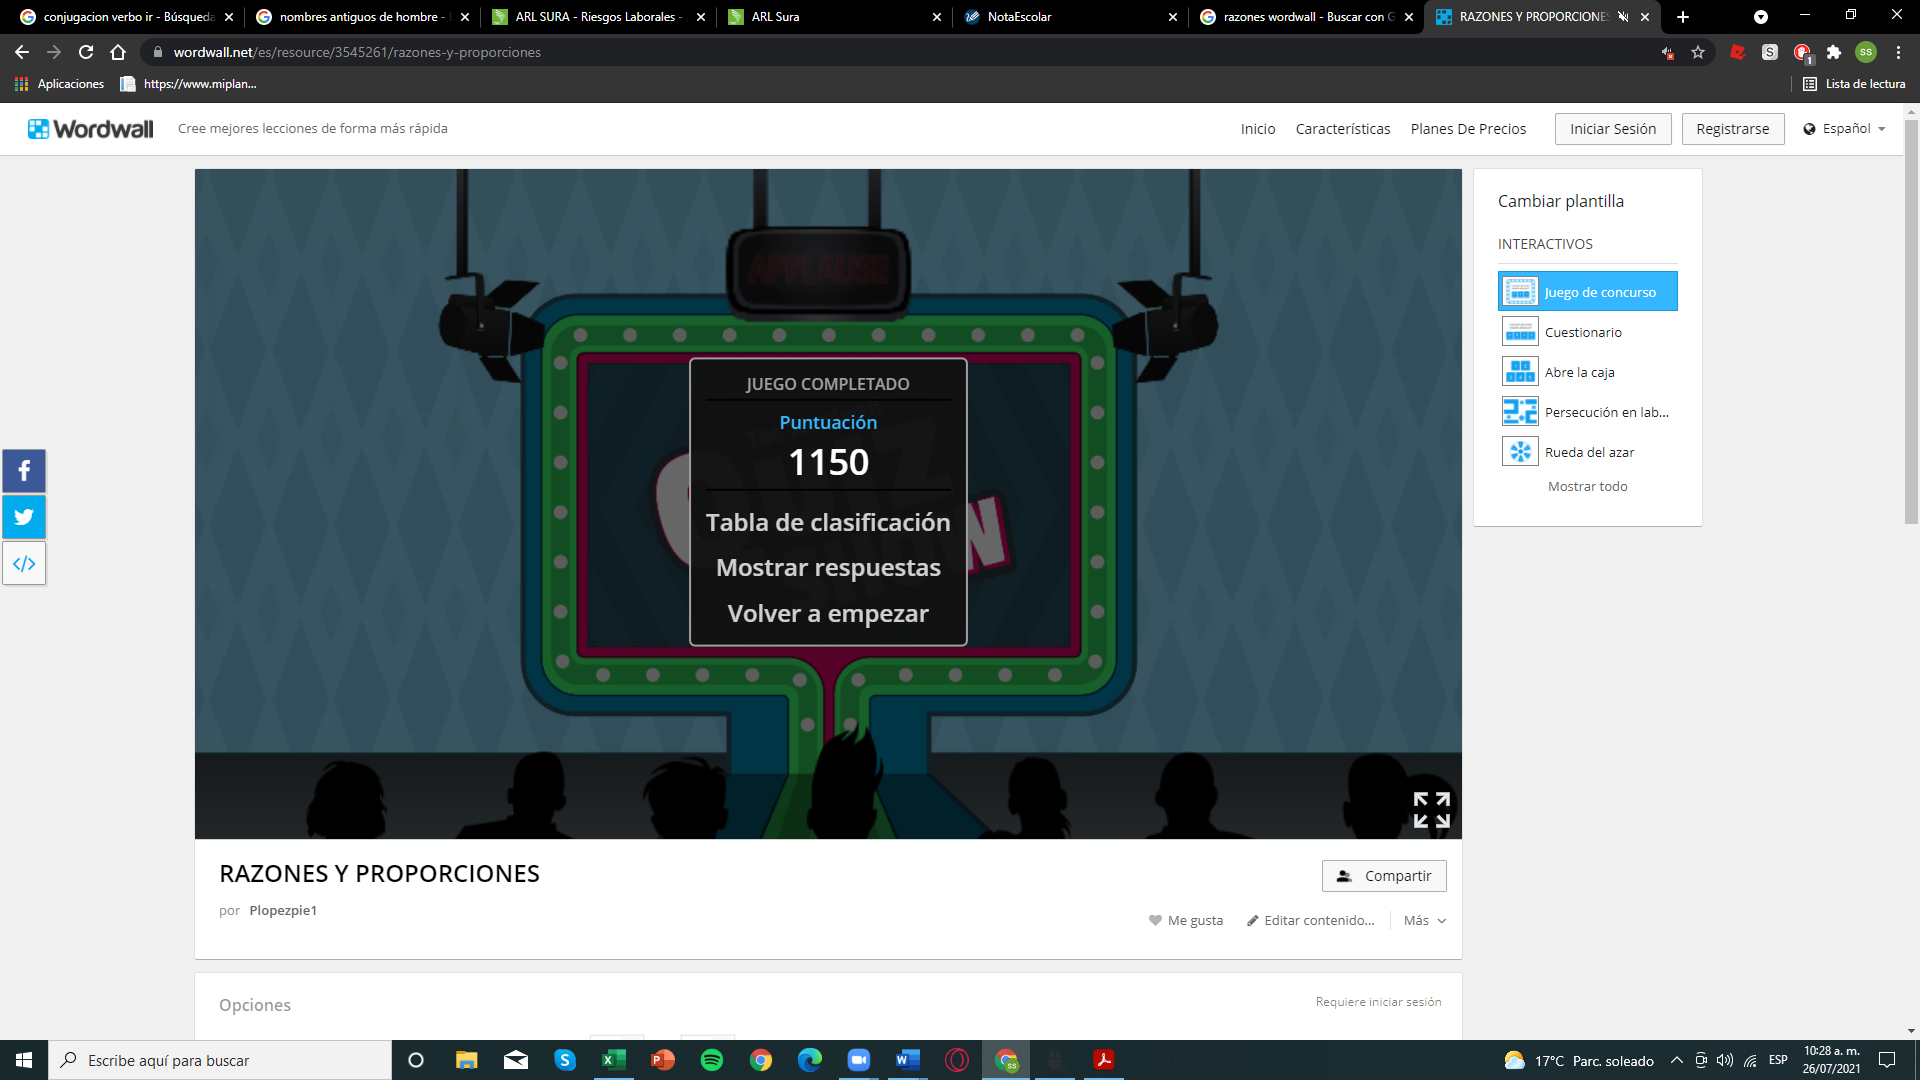 conjugacion verbo ir - Búsqueda
nombres antiguos de hombre -
ARL SURA - Riesgos Laborales -
ARL Sura
NotaEscolar
razones wordwall - Buscar con G
RAZONES Y PROPORCIONES
wordwall.net/es/resource/3545261/razones-y-proporciones
S
1
SS
Aplicaciones
https://www.miplan...
Lista de lectura
Wordwall
Cree mejores lecciones de forma más rápida
Inicio
Características
Planes De Precios
Iniciar Sesión
Registrarse
Español
APPLAUSE
JUEGO COMPLETADO
Puntuación
1150
Tabla de clasificación
Mostrar respuestas
Volver a empezar
Cambiar plantilla
INTERACTIVOS
Juego de concurso
Cuestionario
Abre la caja
Persecución en lab...
Rueda del azar
Mostrar todo
RAZONES Y PROPORCIONES
por Plopezpie1
Compartir
Me gusta
Editar contenido...
Más
Opciones
Requiere iniciar sesión
Escribe aquí para buscar
17°C Parc. soleado
ESP
10:28 a. m.
26/07/2021